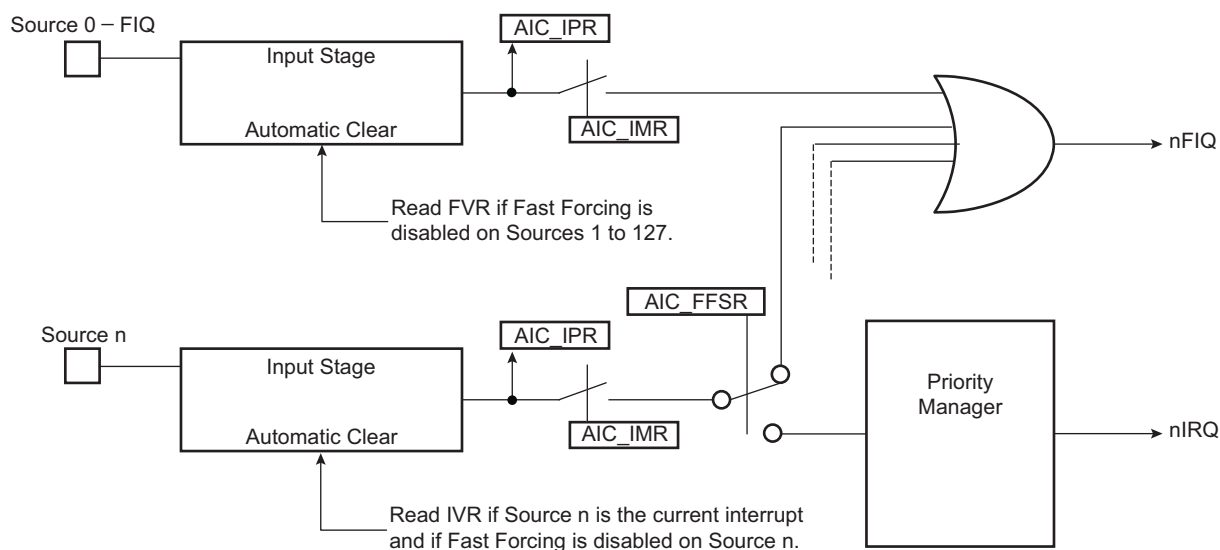 Source 0 – FIQ
Input Stage
Automatic Clear
AIC_IPR
AIC_IMR
nFIQ
Read FVR if Fast Forcing is
disabled on Sources 1 to 127.
AIC_FFSR
Source n
Input Stage
Automatic Clear
AIC_IPR
AIC_IMR
Priority
Manager
nIRQ
Read IVR if Source n is the current interrupt
and if Fast Forcing is disabled on Source n.